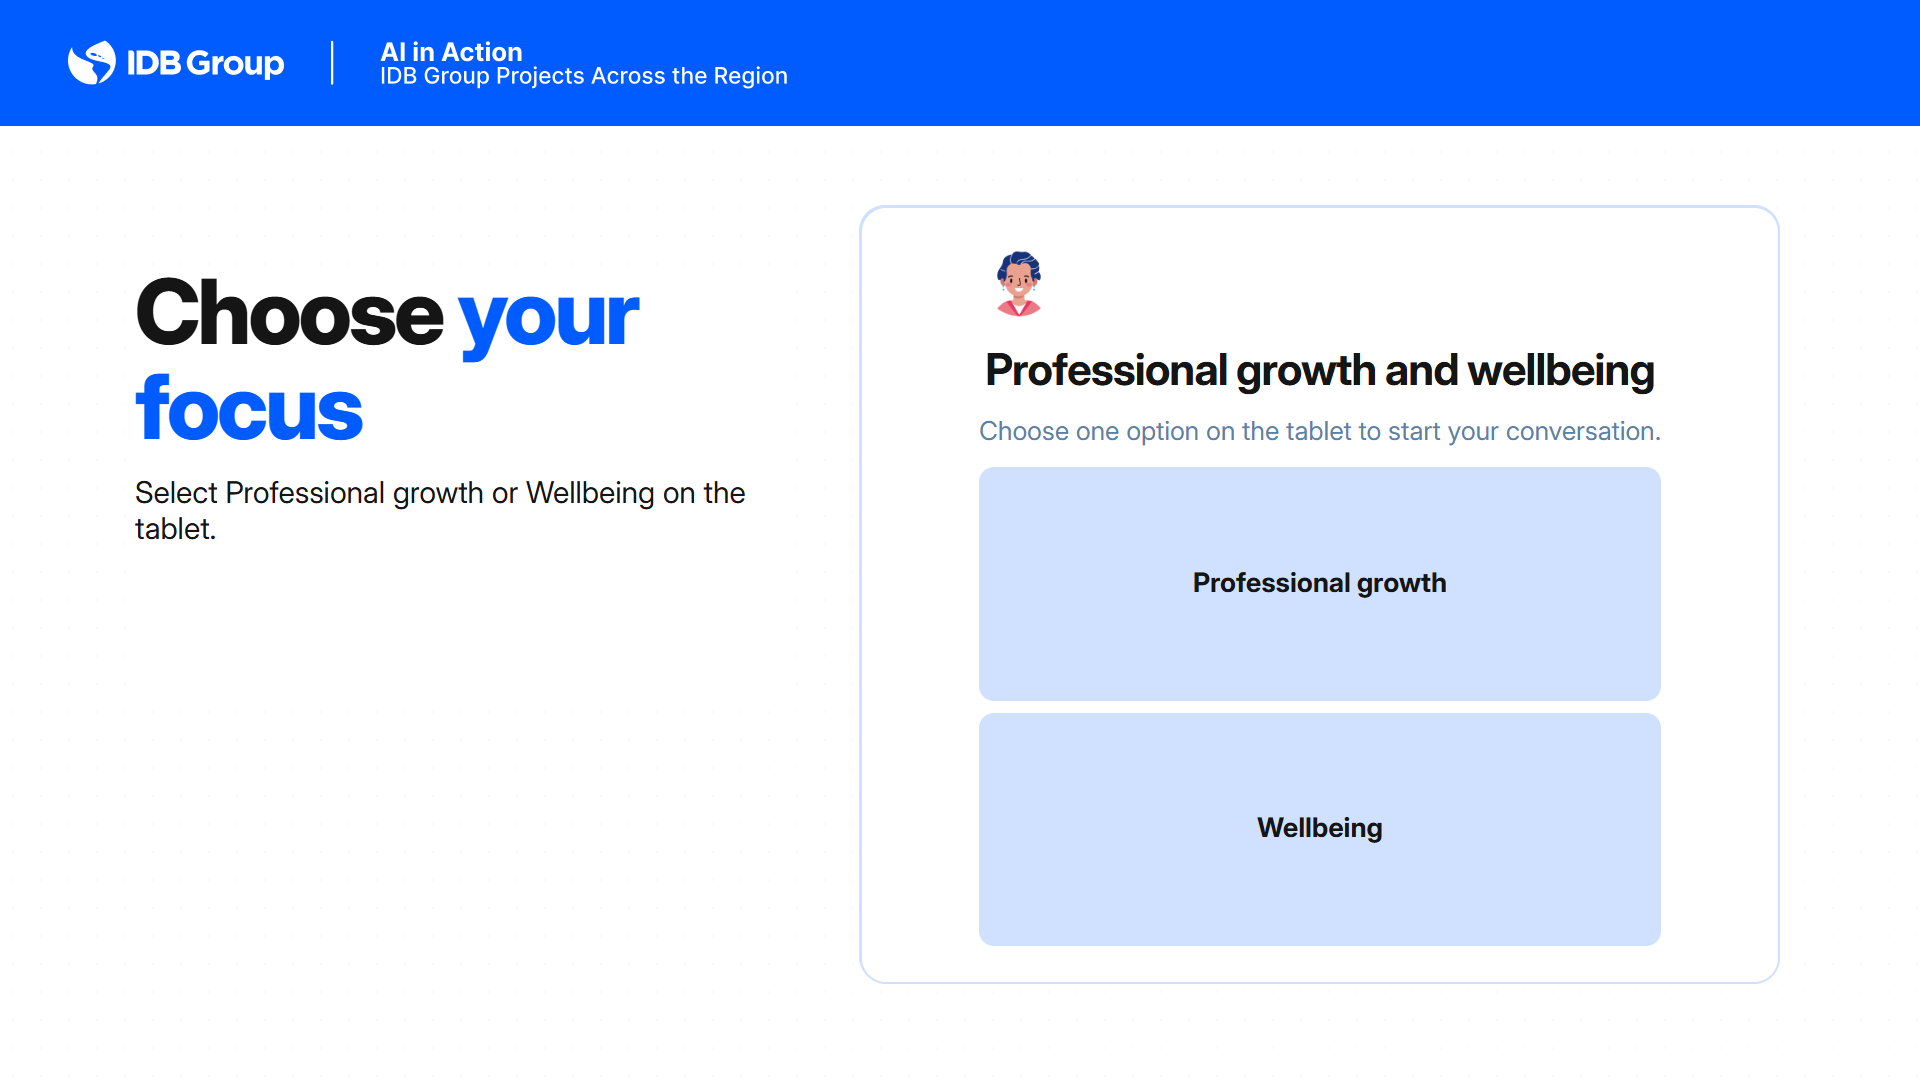 IDB Group
AI in Action
IDB Group Projects Across the Region
Choose your
focus
Select Professional growth or Wellbeing on the
tablet.
Professional growth and wellbeing
Choose one option on the tablet to start your conversation.
Professional growth
Wellbeing